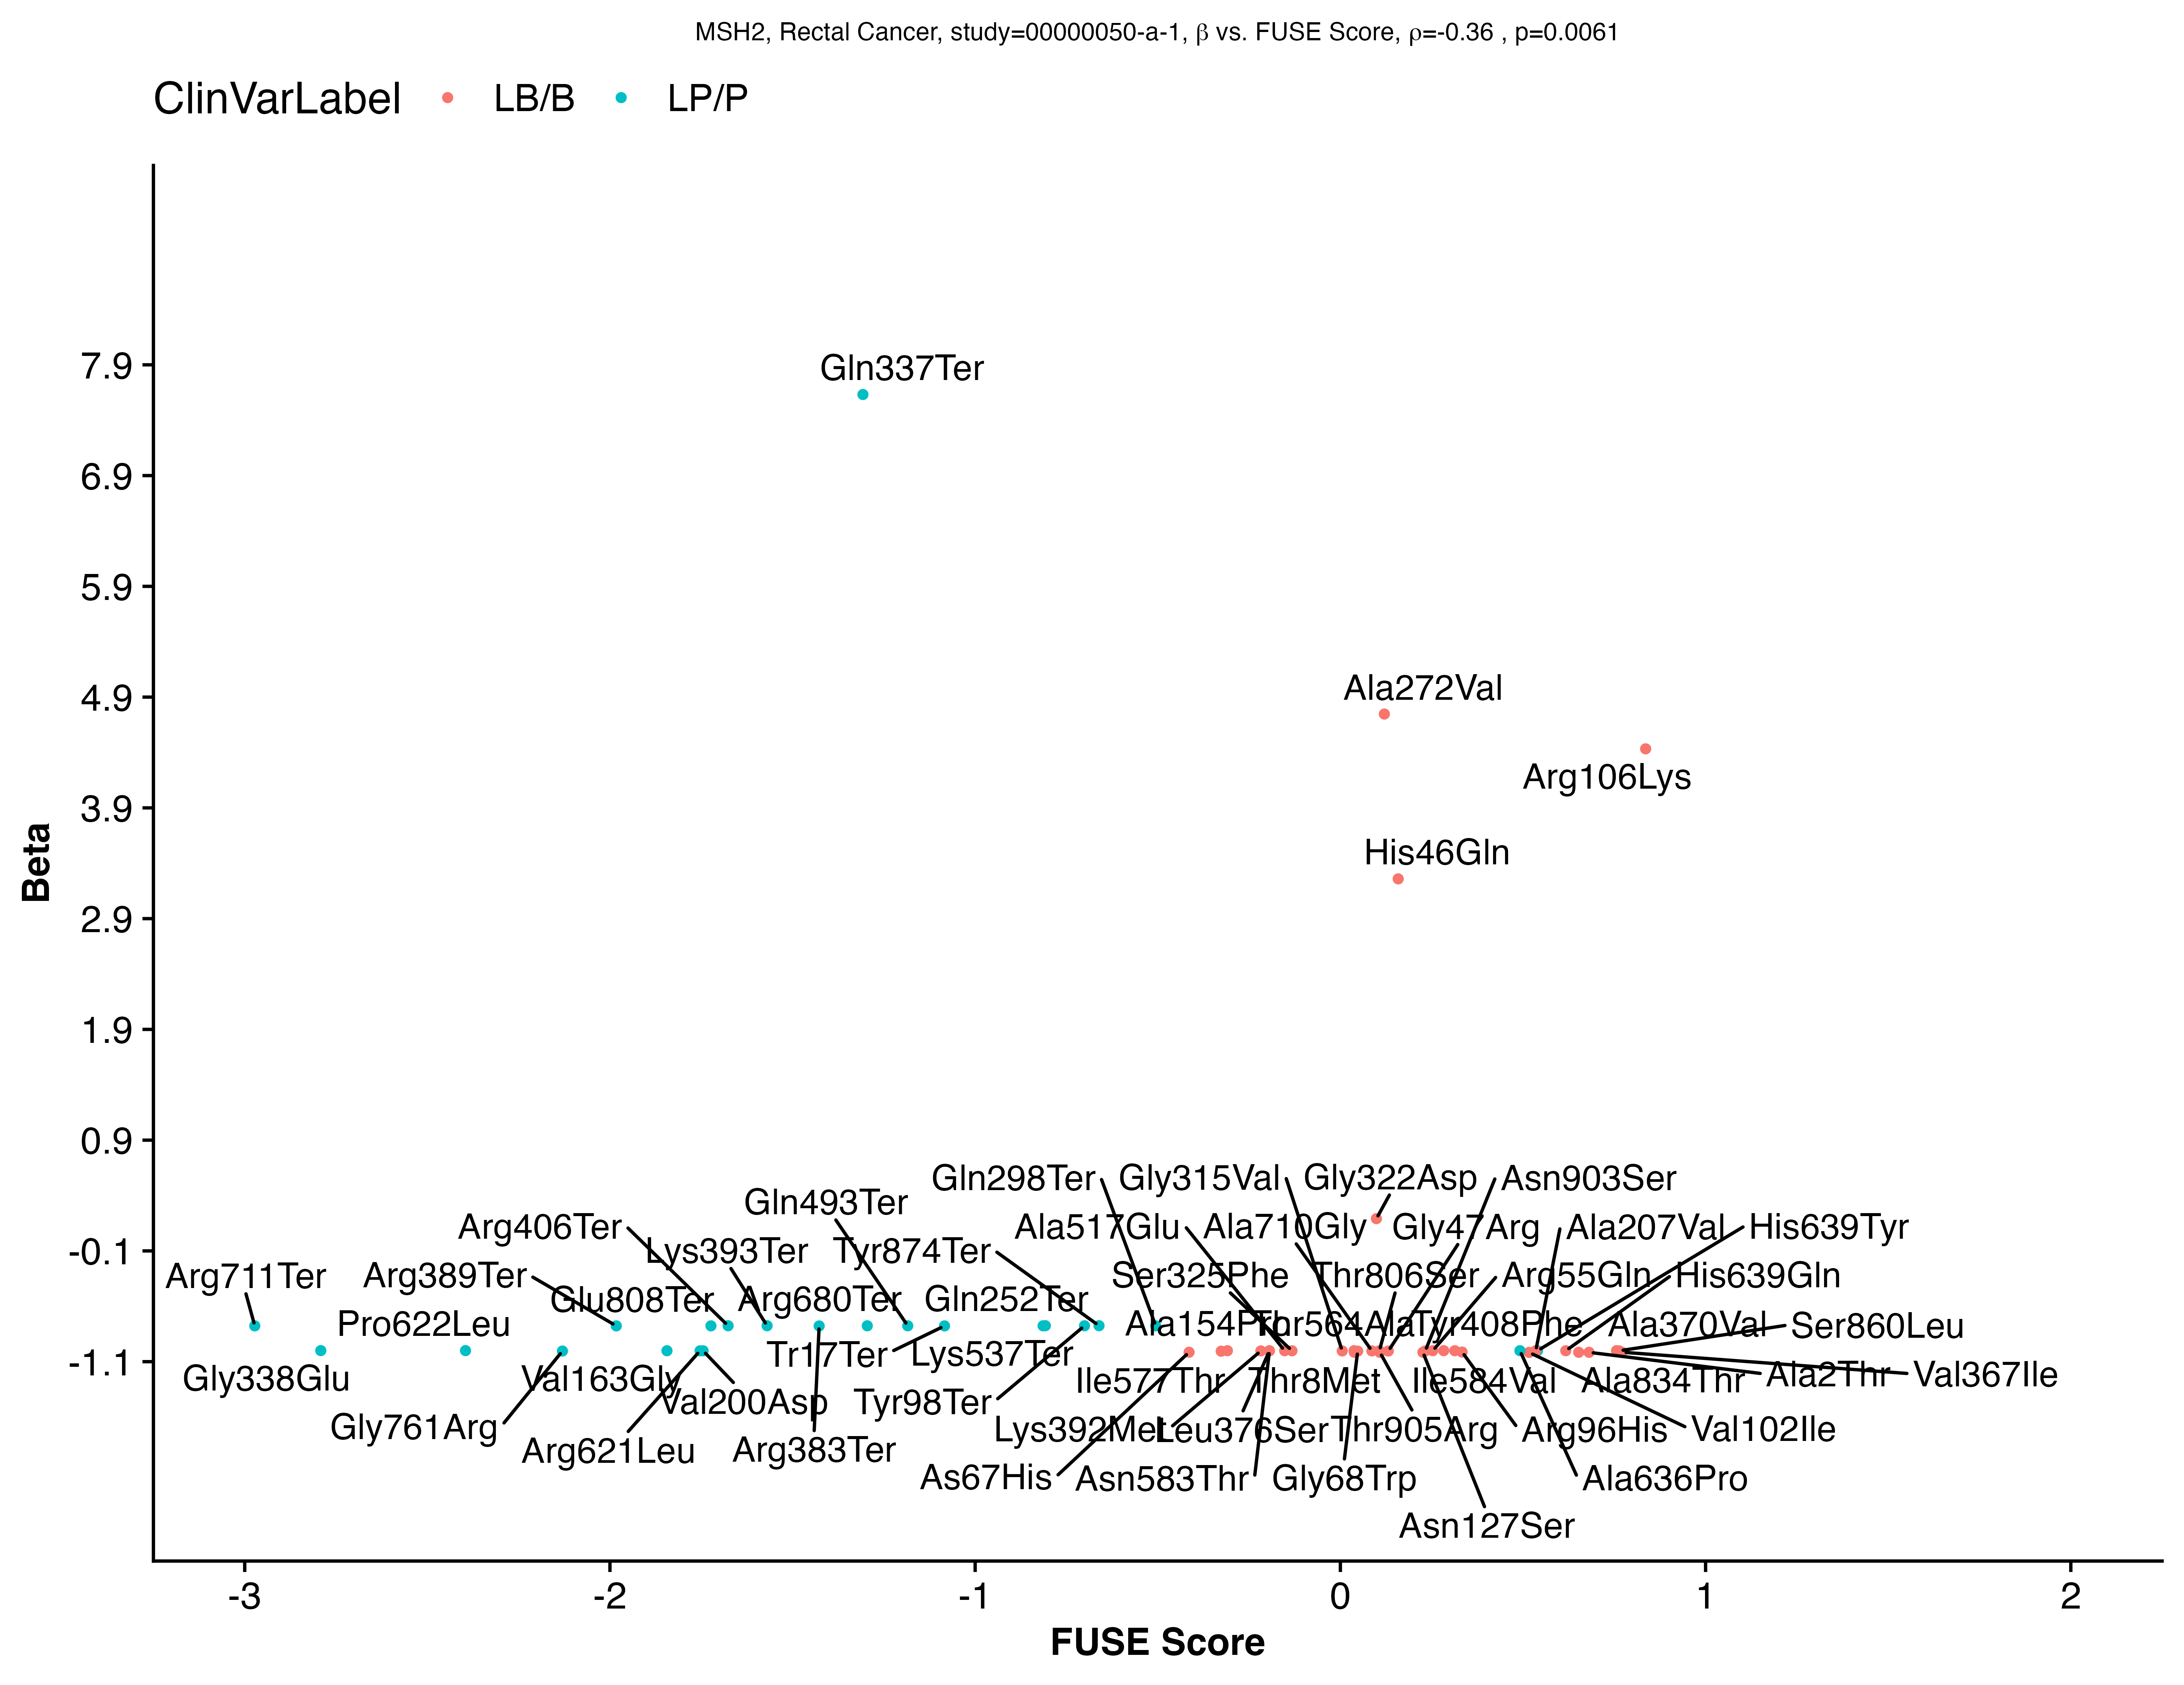 MSH2, Rectal Cancer, study=00000050-a-1, β vs. FUSE Score, ρ=-0.36 , p=0.0061
ClinVarLabel LB/B LP/P
7.9
Gln337Ter
6.9
5.9
4.9
Ala272Val
Arg106Lys
3.9
His46Gln
Beta
2.9
1.9
0.9
Gln298Ter Gly315Val Gly322Asp Asn903Ser
Gln493Ter
Arg406Ter Ala517Glu Ala710Gly Gly47Arg Ala207Val His639Tyr
-0.1
Lys393Ter Tyr874Ter
Arg711Ter Arg389Ter Ser325Phe Thr806Ser Arg55Gln His639Gln
Glu808Ter Arg680Ter Gln252Ter
Pro622Leu Ala154Pro Thr564Ala Tyr408Phe Ala370Val Ser860Leu
Tr17Ter Lys537Ter
-1.1
Gly338Glu Val163Gly Ile577Thr Thr8Met Ile584Val Ala834Thr Ala2Thr Val367Ile
Val200Asp Tyr98Ter
Gly761Arg Lys392Met Leu376Ser Thr905Arg Arg96His Val102Ile
Arg621Leu Arg383Ter
As67His Asn583Thr Gly68Trp Ala636Pro
Asn127Ser
-3 -2 -1 0 1 2
FUSE Score